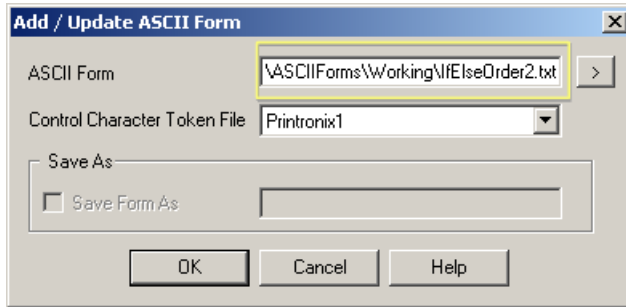 Add / Update ASCII Form
ASCII Form
\ASCIIForms\Working\IfElseOrder2.txt
>
Control Character Token File
Printronix1
Save As
Save Form As
OK
Cancel
Help